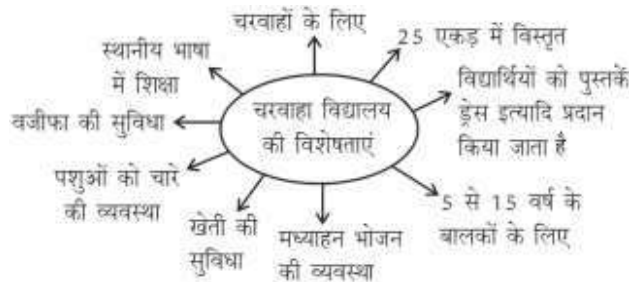 चरवाहों के लिए
25 एकड़ में विस्तृत
विद्यार्थियों को पुस्तकें
ड्रेस इत्यादि प्रदान
किया जाता है
5 से 15 वर्ष के
बालकों के लिए
मध्याहन भोजन
की व्यवस्था
खेती की
सुविधा
पशुओं को चारे
की व्यवस्था
वजीफा की सुविधा
स्थानीय भाषा
में शिक्षा
चरवाहा विद्यालय
की विशेषताएं